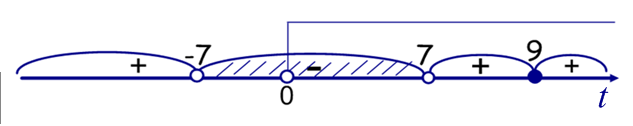 -7 7 9
+ - + +
0 t